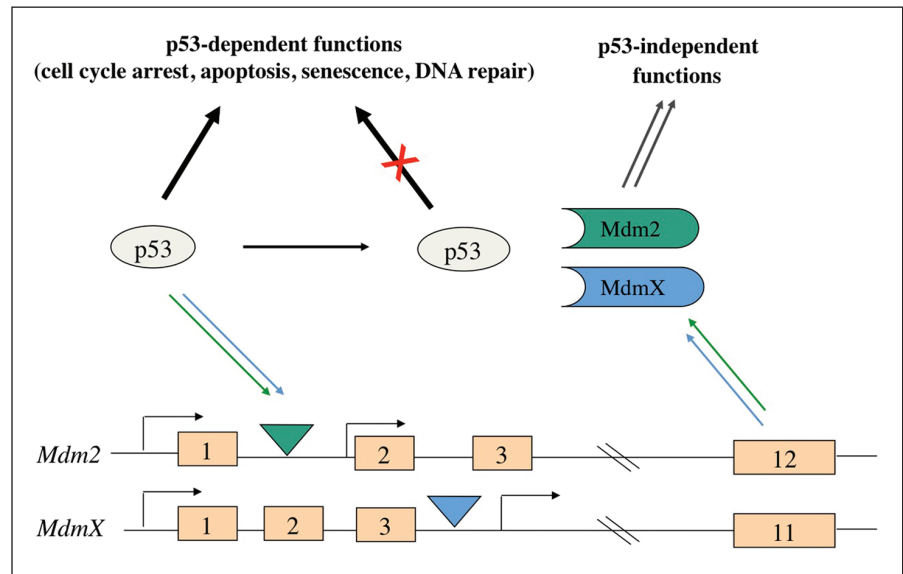 p53-dependent functions
(cell cycle arrest, apoptosis, senescence, DNA repair)
p53-independent
functions
p53
p53
Mdm2
MdmX
Mdm2 1 2 3 12
MdmX 1 2 3 11